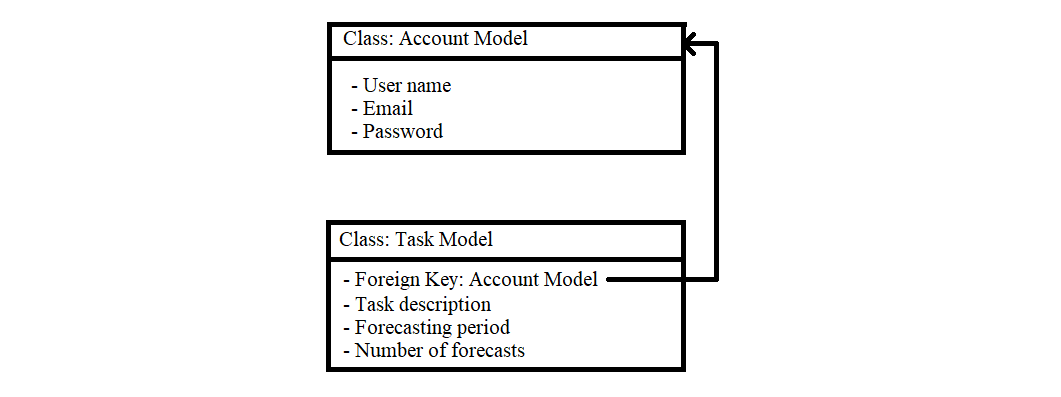 Class: Account Model
- User name
- Email
- Password
Class: Task Model
- Foreign Key: Account Model
- Task description
- Forecasting period
- Number of forecasts